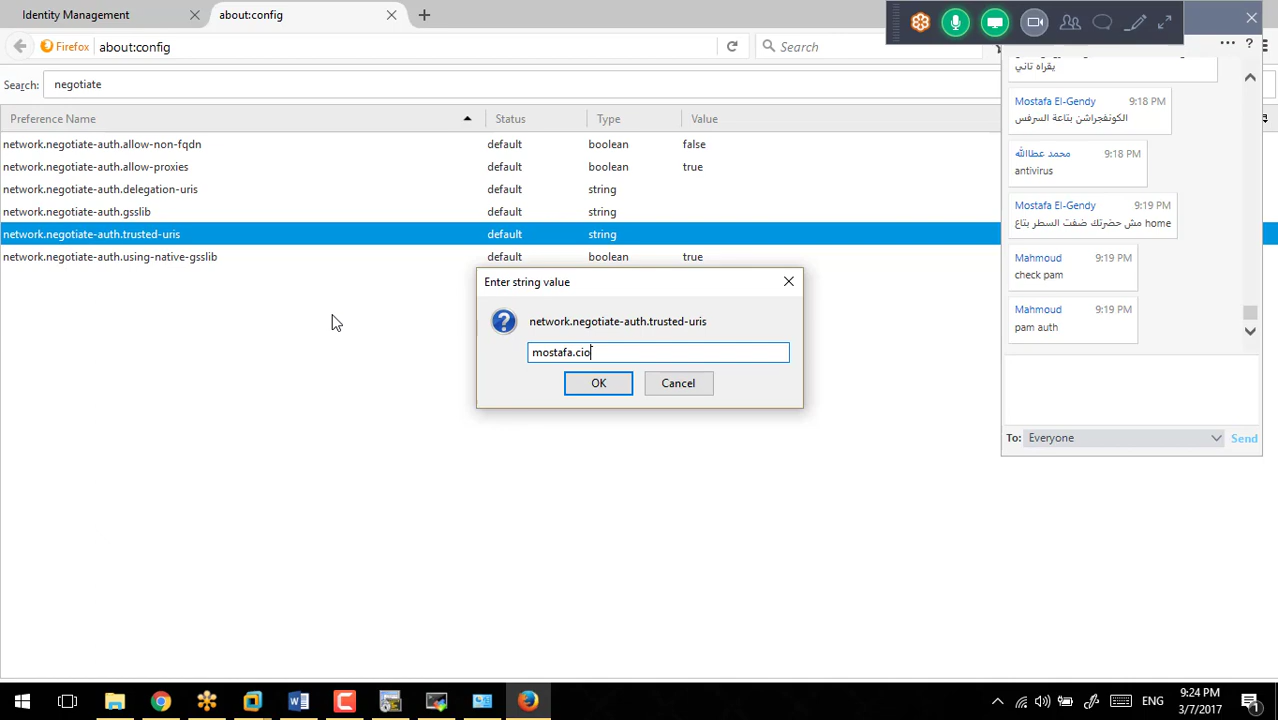 Identity Management
about:config
Firefox
about:config
Search
Search:
negotiate
Preference Name
Status
Type
Value
network.negotiate-auth.allow-non-fqdn
default
boolean
false
network.negotiate-auth.allow-proxies
default
boolean
true
network.negotiate-auth.delegation-uris
default
string
network.negotiate-auth.gsslib
default
string
network.negotiate-auth.trusted-uris
default
string
network.negotiate-auth.using-native-gsslib
default
boolean
true
Enter string value
network.negotiate-auth.trusted-uris
mostafa.cio
OK
Cancel
يقراه تاني
Mostafa El-Gendy
9:18 PM
الكونفجراشن بتاعة السرفس
محمد عطاالله
9:18 PM
antivirus
Mostafa El-Gendy
9:19 PM
مش حضرتك ضفت السطر بتاع home
Mahmoud
9:19 PM
check pam
Mahmoud
9:19 PM
pam auth
To:
Everyone
Send
ENG
9:24 PM
3/7/2017